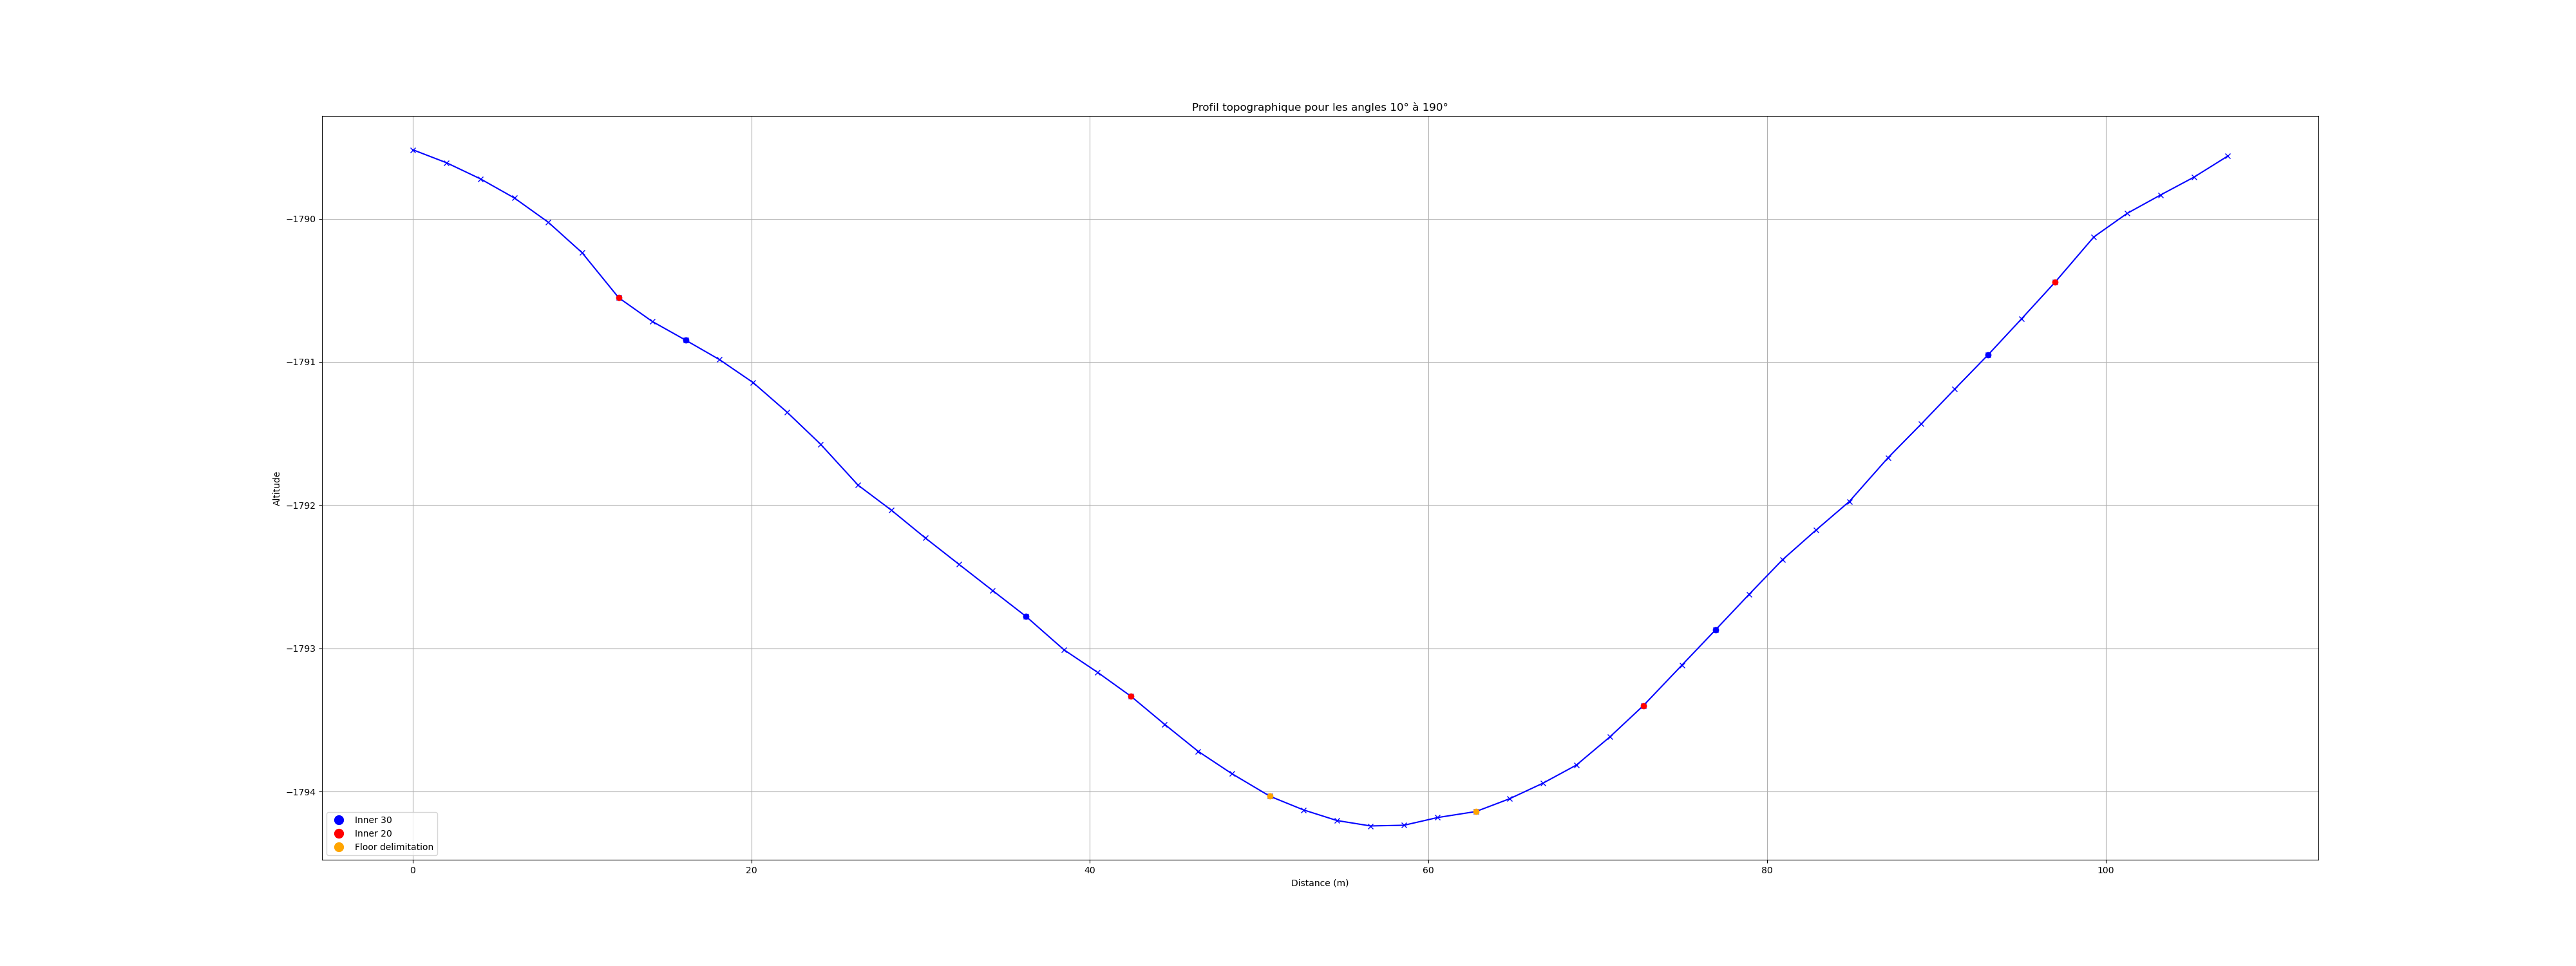 Profil topographique pour les angles 10° à 190°
−1790
−1791
−1792
−1793
−1794
Altitude
Inner 30
Inner 20
Floor delimitation
0 20 40 60 80 100
Distance (m)